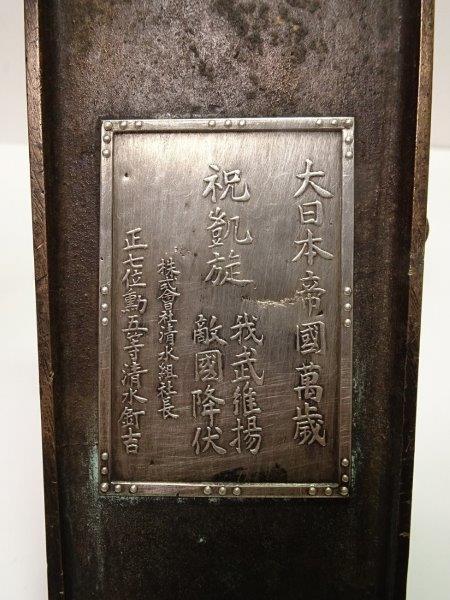 大日本帝國萬歳
祝凱旋
我武維揚
敵國降伏
株式會社清水組社長
正七位勳五等清水釘吉